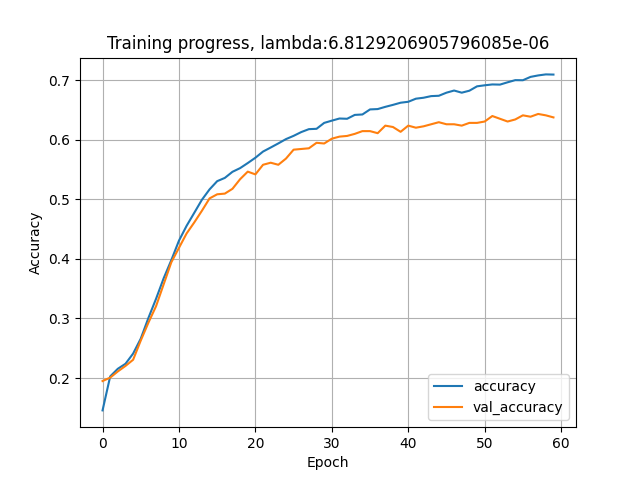 Training progress, lambda:6.8129206905796085e-06
Accuracy
0.7
0.6
0.5
0.4
0.3
0.2
accuracy
val_accuracy
0 10 20 30 40 50 60
Epoch